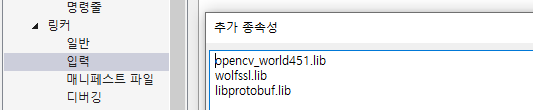 명령줄
링커
일반
입력
매니페스트 파일
디버깅
추가 종속성
opencv_world451.lib
wolfssl.lib
libprotobuf.lib